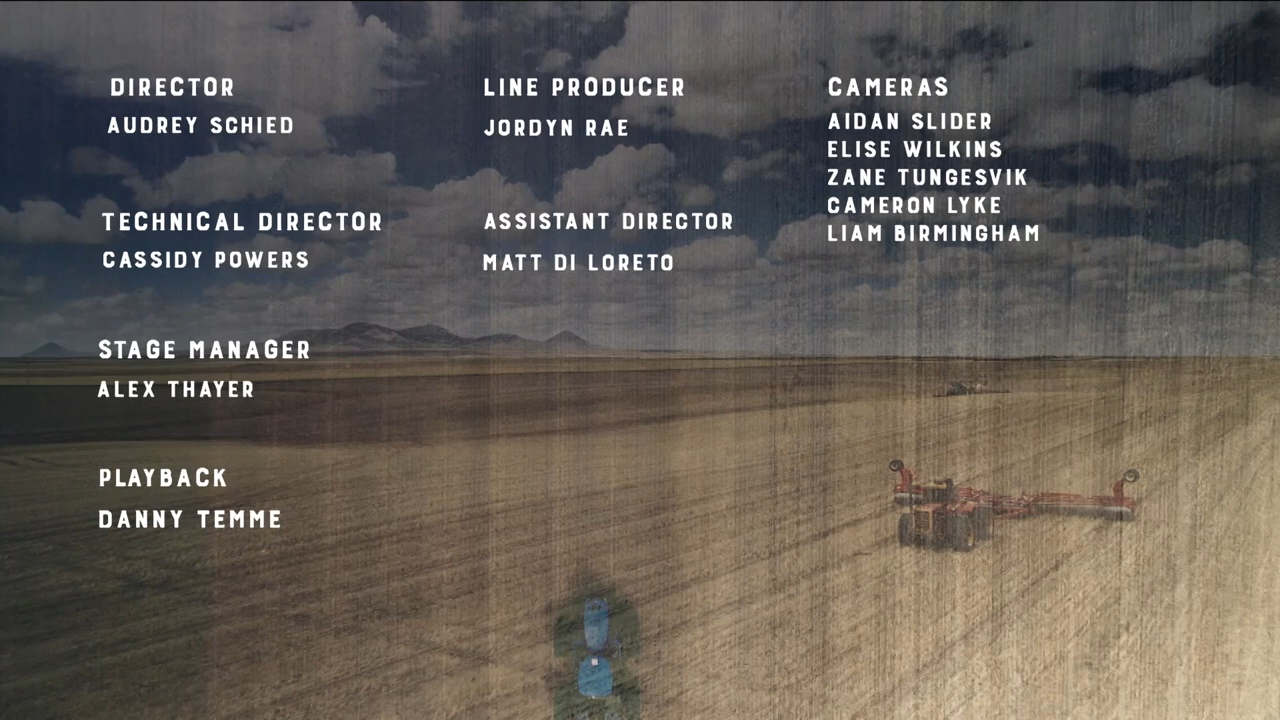 DIRECTOR
AUDREY SCHIED
TECHNICAL DIRECTOR
CASSIDY POWERS
STAGE MANAGER
ALEX THAYER
PLAYBACK
DANNY TEMME
LINE PRODUCER
JORDYN RAE
ASSISTANT DIRECTOR
MATT DI LORETO
CAMERAS
AIDAN SLIDER
ELISE WILKINS
ZANE TUNGESVIK
CAMERON LYKE
LIAM BIRMINGHAM